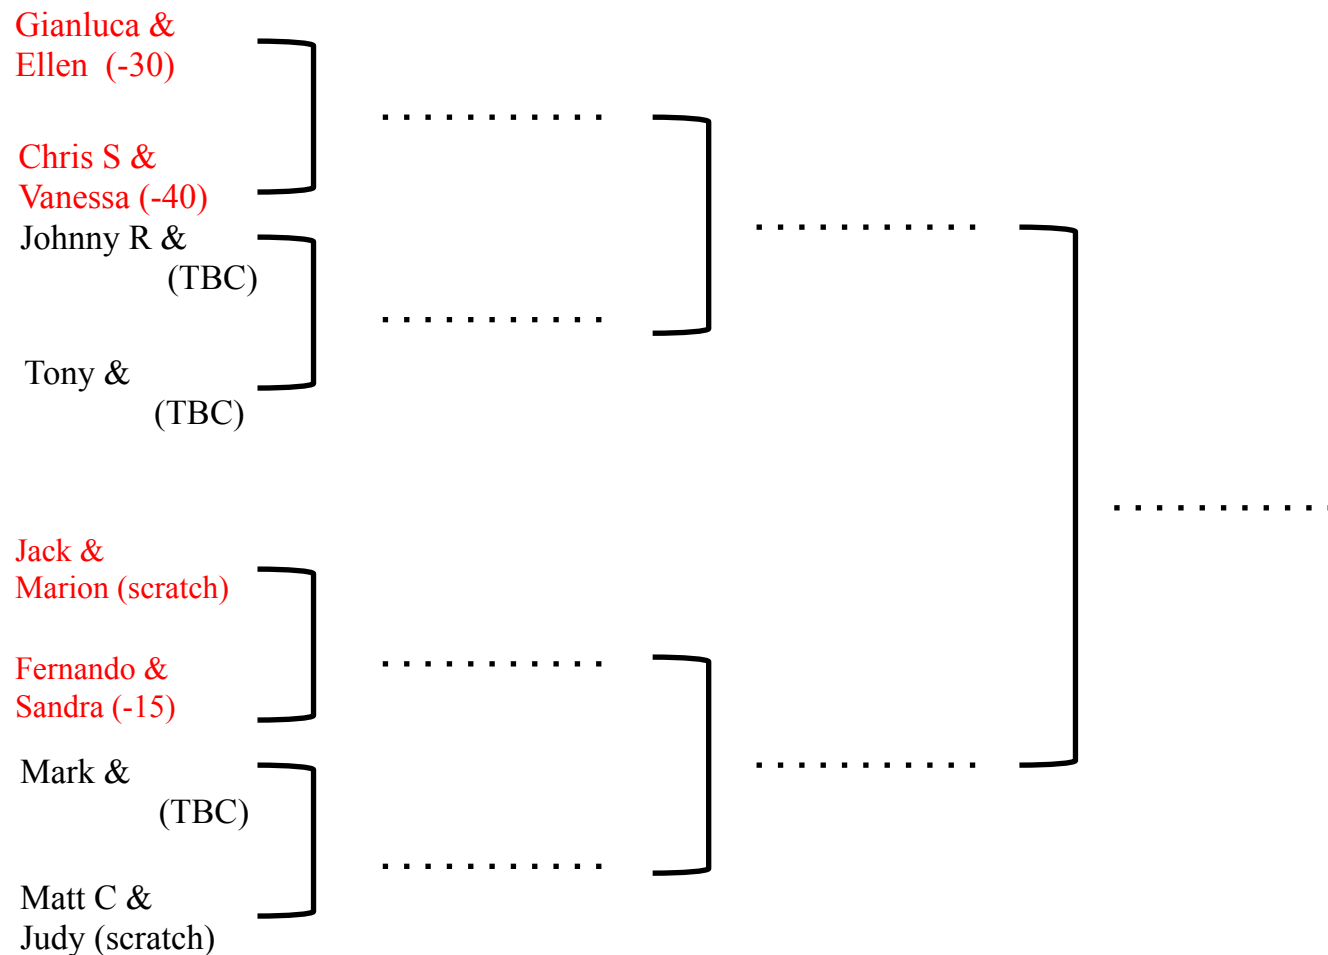 Gianluca &
Ellen (-30)
Chris S &
Vanessa (-40)
Johnny R &
(TBC)
Tony &
(TBC)
Jack &
Marion (scratch)
Fernando &
Sandra (-15)
Mark &
(TBC)
Matt C &
Judy (scratch)